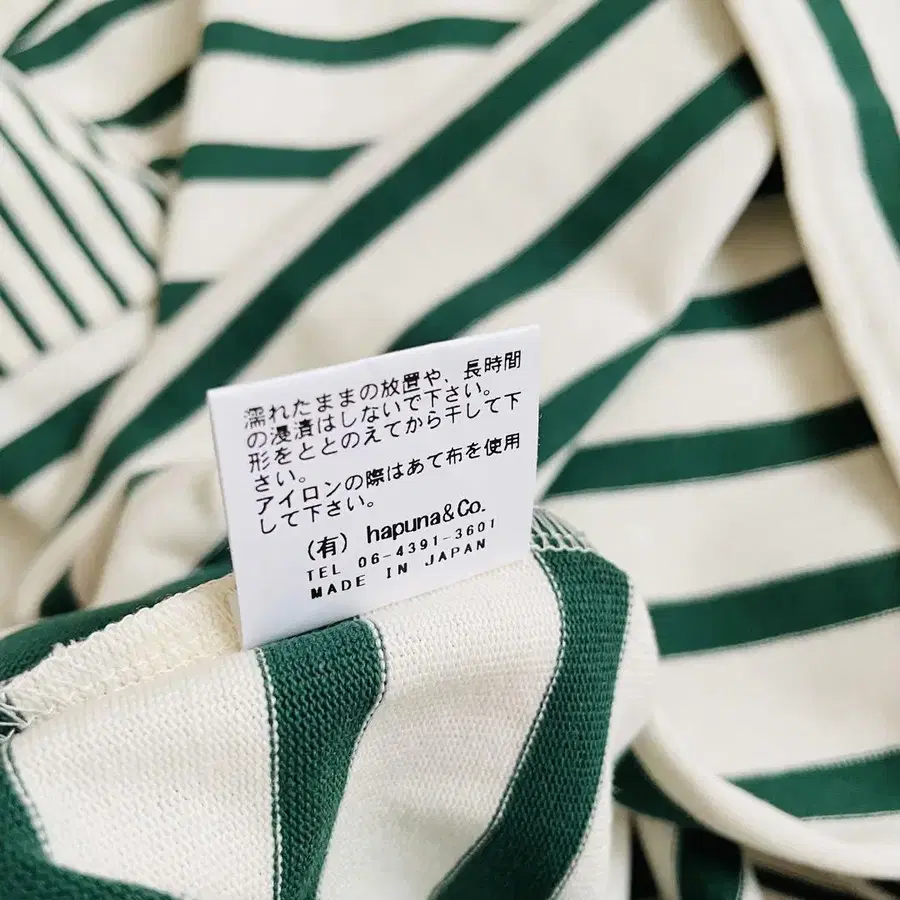 濡れたままの放置や、長時間
の浸漬はしないで下さい。
形をととのえてから干して下
さい。
アイロンの際はあて布を使用
して下さい。
(有) hapuna&Co.
TEL 06-4391-3601
MADE IN JAPAN